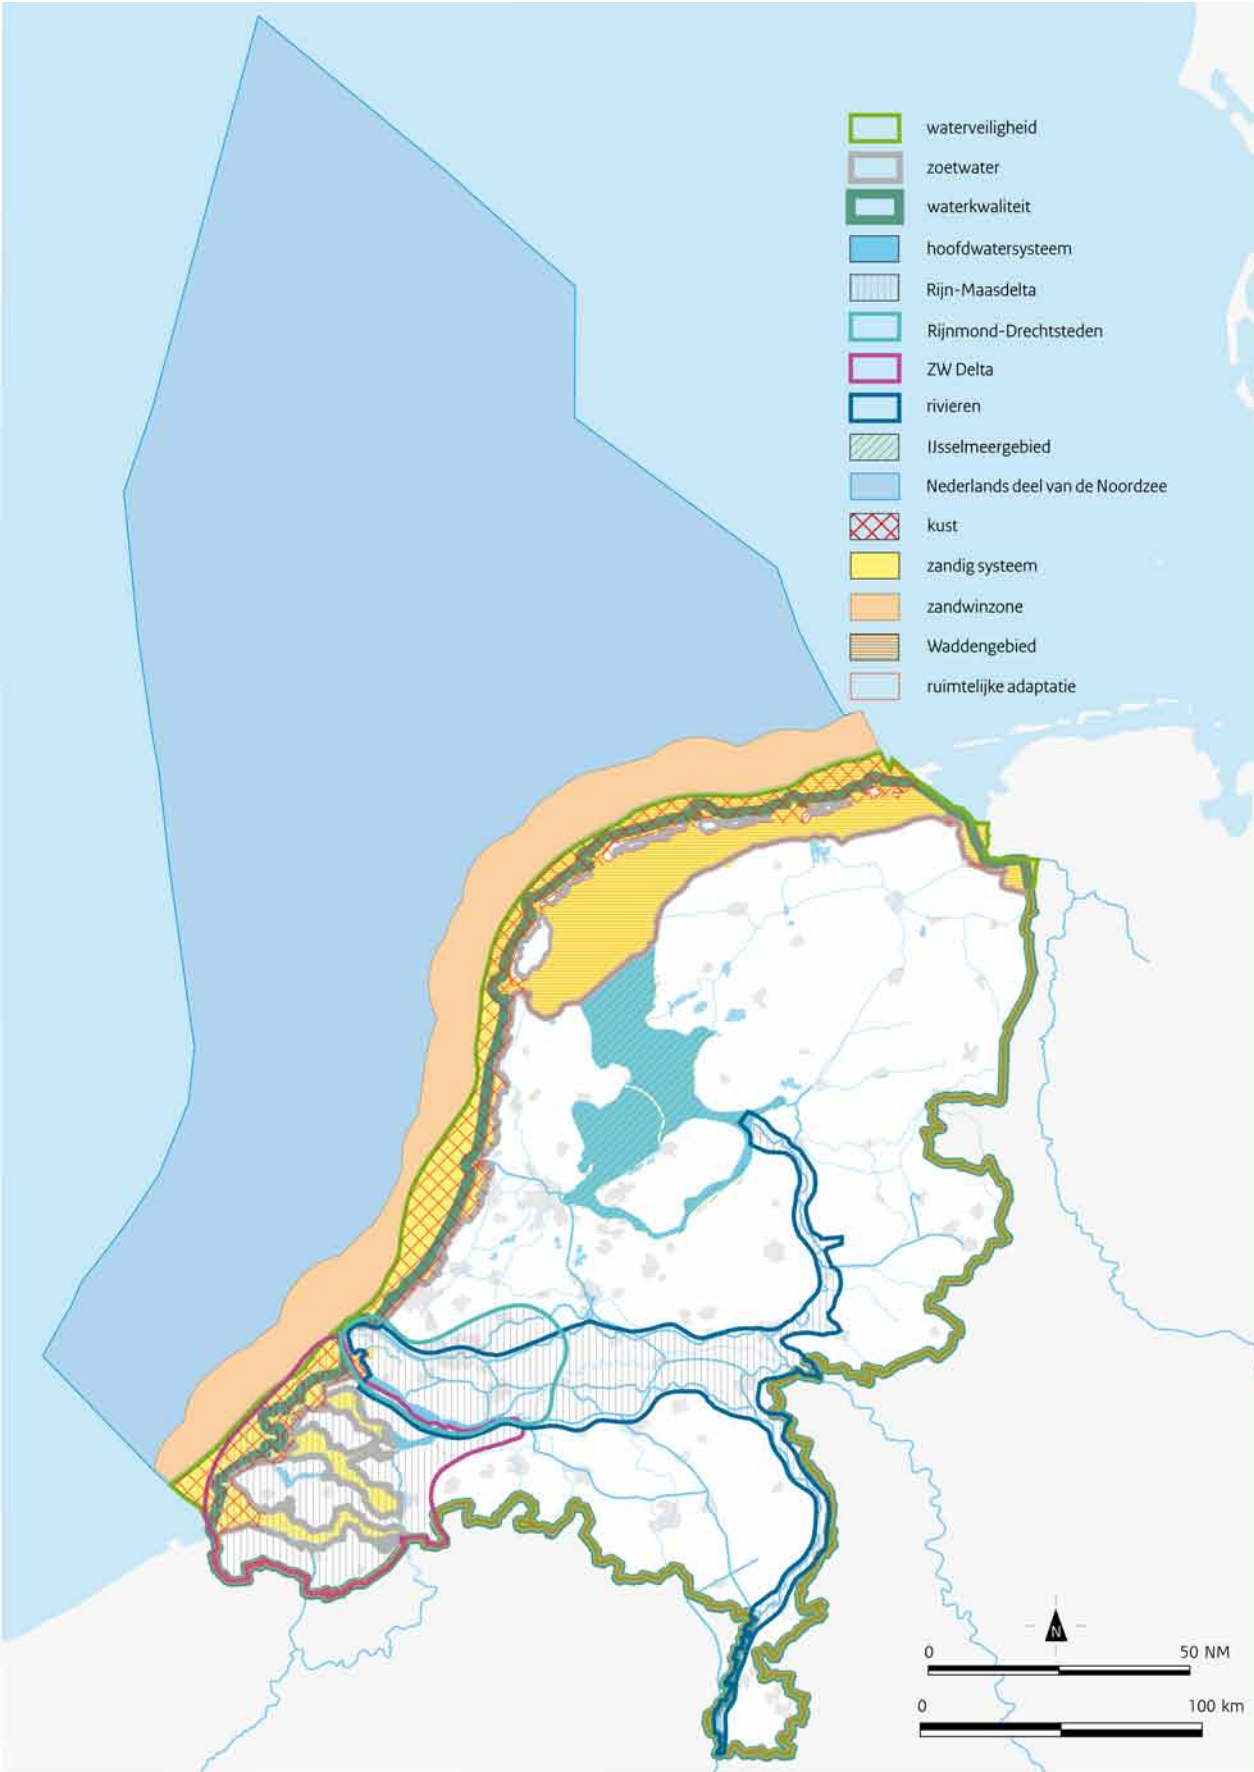 waterveiligheid
zoetwater
waterkwaliteit
hoofdwatersysteem
Rijn-Maasdelta
Rijnmond-Drechtsteden
ZW Delta
rivieren
IJsselmeergebied
Nederlands deel van de Noordzee
kust
zandig systeem
zandwinzone
Waddengebied
ruimtelijke adaptatie
N
0 50 NM
0 100 km